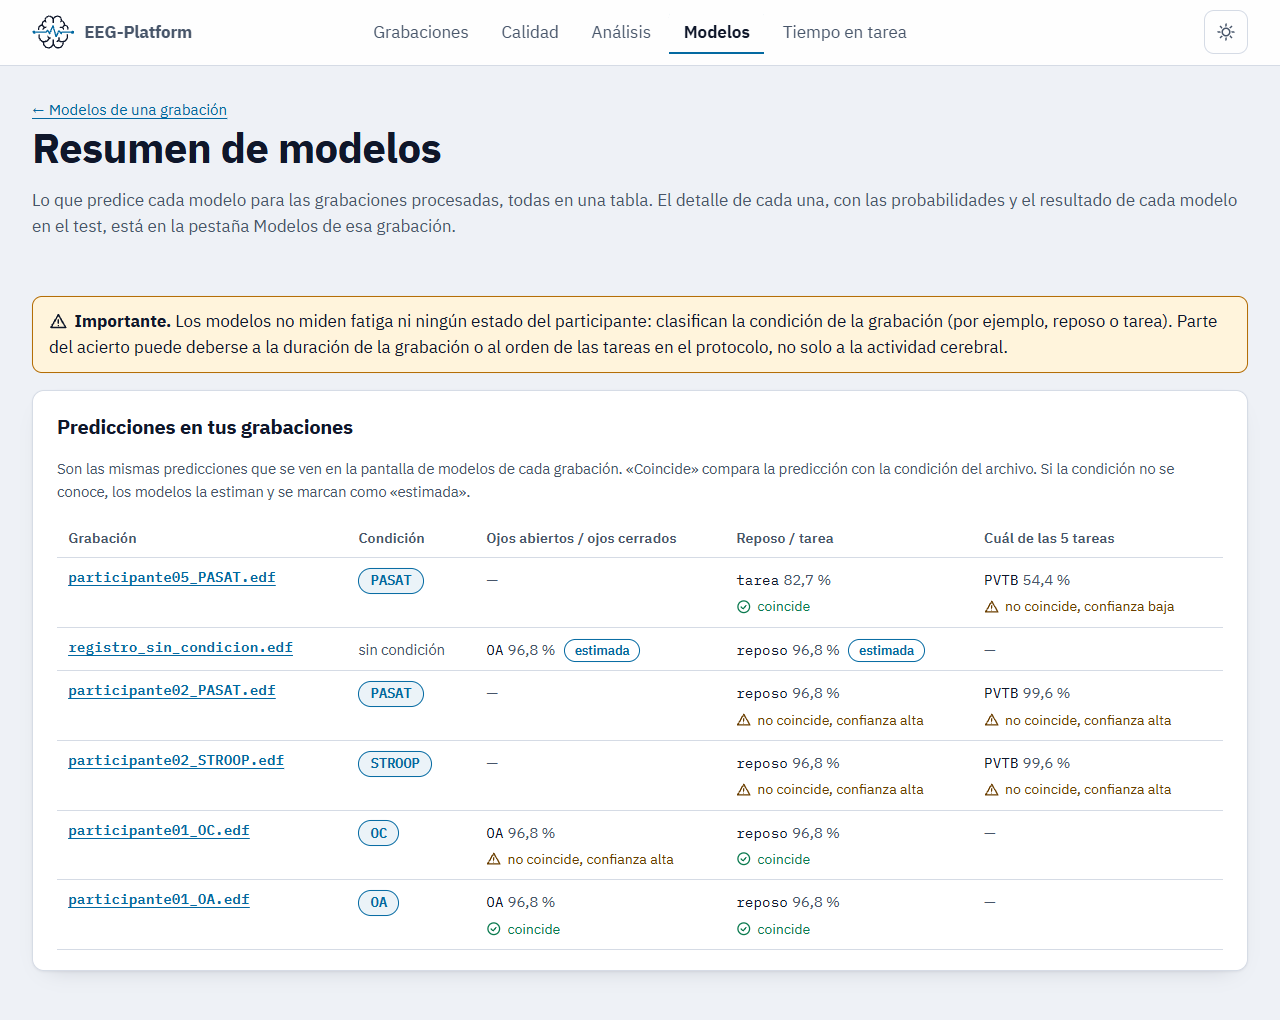 EEG-Platform
Grabaciones
Calidad
Análisis
Modelos
Tiempo en tarea
← Modelos de una grabación
Resumen de modelos
Lo que predice cada modelo para las grabaciones procesadas, todas en una tabla. El detalle de cada una, con las probabilidades y el resultado de cada modelo
en el test, está en la pestaña Modelos de esa grabación.
Importante. Los modelos no miden fatiga ni ningún estado del participante: clasifican la condición de la grabación (por ejemplo, reposo o tarea). Parte
del acierto puede deberse a la duración de la grabación o al orden de las tareas en el protocolo, no solo a la actividad cerebral.
Predicciones en tus grabaciones
Son las mismas predicciones que se ven en la pantalla de modelos de cada grabación. «Coincide» compara la predicción con la condición del archivo. Si la condición no se
conoce, los modelos la estiman y se marcan como «estimada».
Grabación Condición Ojos abiertos / ojos cerrados Reposo / tarea Cuál de las 5 tareas
participante05_PASAT.edf PASAT — tarea 82,7 % PVTB 54,4 %
coincide no coincide, confianza baja
registro_sin_condicion.edf sin condición OA 96,8 % estimada reposo 96,8 % estimada —
participante02_PASAT.edf PASAT — reposo 96,8 % PVTB 99,6 %
no coincide, confianza alta no coincide, confianza alta
participante02_STROOP.edf STROOP — reposo 96,8 % PVTB 99,6 %
no coincide, confianza alta no coincide, confianza alta
participante01_OC.edf OC OA 96,8 % reposo 96,8 % —
no coincide, confianza alta coincide
participante01_OA.edf OA OA 96,8 % reposo 96,8 % —
coincide coincide